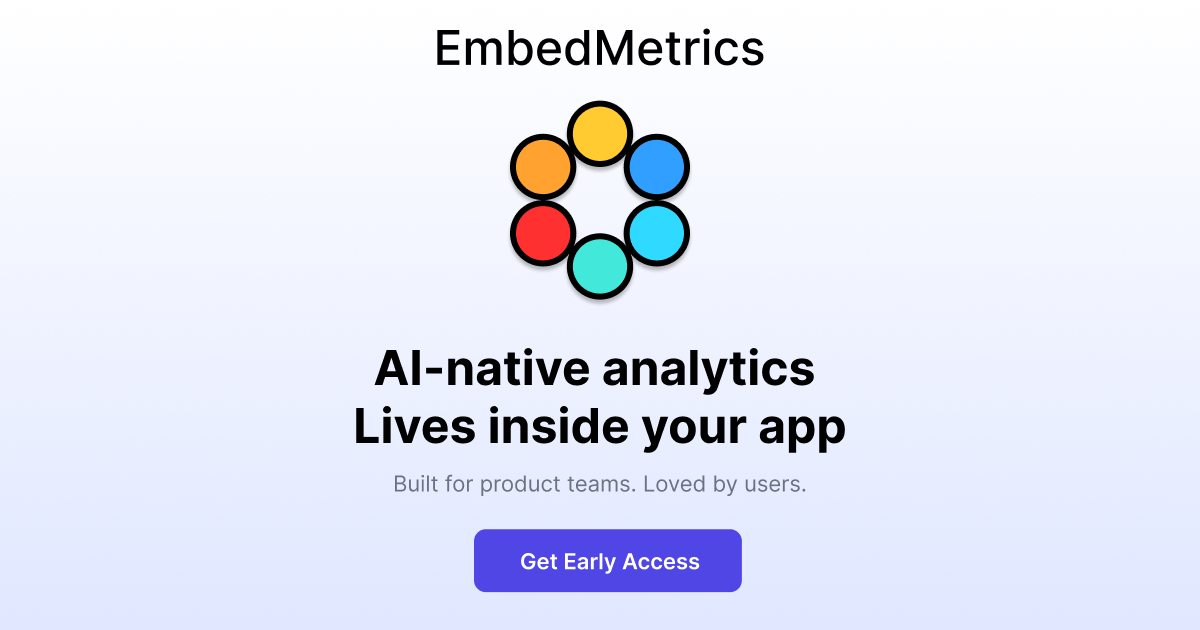 EmbedMetrics
AI-native analytics
Lives inside your app
Built for product teams. Loved by users.
Get Early Access